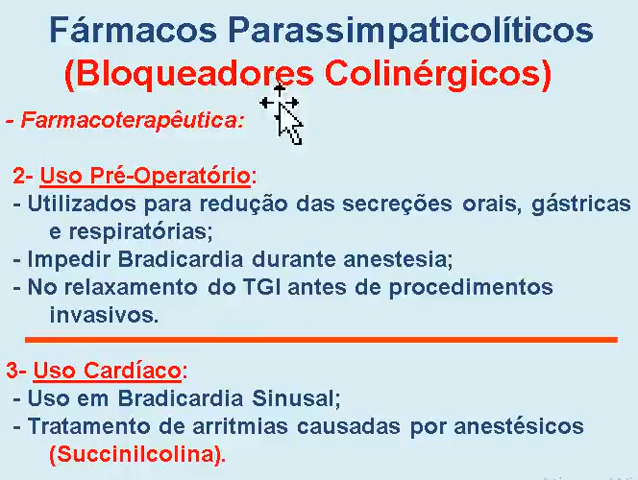 Fármacos Parassimpaticolíticos
(Bloqueadores Colinérgicos)
- Farmacoterapêutica:
2- Uso Pré-Operatório:
- Utilizados para redução das secreções orais, gástricas
e respiratórias;
- Impedir Bradicardia durante anestesia;
- No relaxamento do TGI antes de procedimentos
invasivos.
3- Uso Cardíaco:
- Uso em Bradicardia Sinusal;
- Tratamento de arritmias causadas por anestésicos
(Succinilcolina).